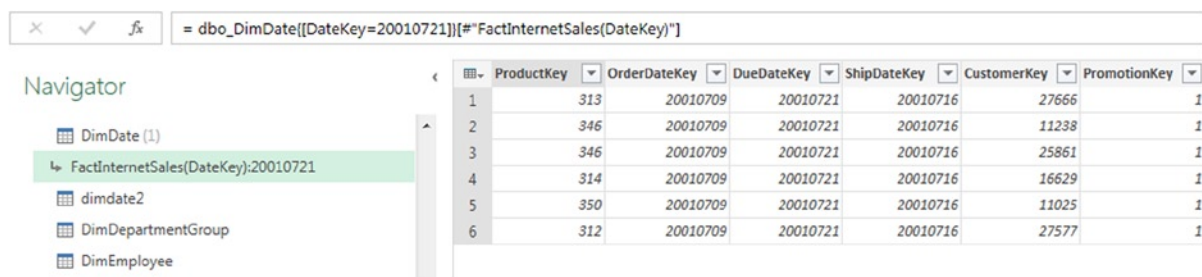 fx = dbo_DimDate{[DateKey=20010721]}[#"FactInternetSales(DateKey)"]
Navigator
DimDate (1)
FactInternetSales(DateKey):20010721
dimdate2
DimDepartmentGroup
DimEmployee
ProductKey OrderDateKey DueDateKey ShipDateKey CustomerKey PromotionKey
1 313 20010709 20010721 20010716 27666 1
2 346 20010709 20010721 20010716 11238 1
3 346 20010709 20010721 20010716 25861 1
4 314 20010709 20010721 20010716 16629 1
5 350 20010709 20010721 20010716 11025 1
6 312 20010709 20010721 20010716 27577 1